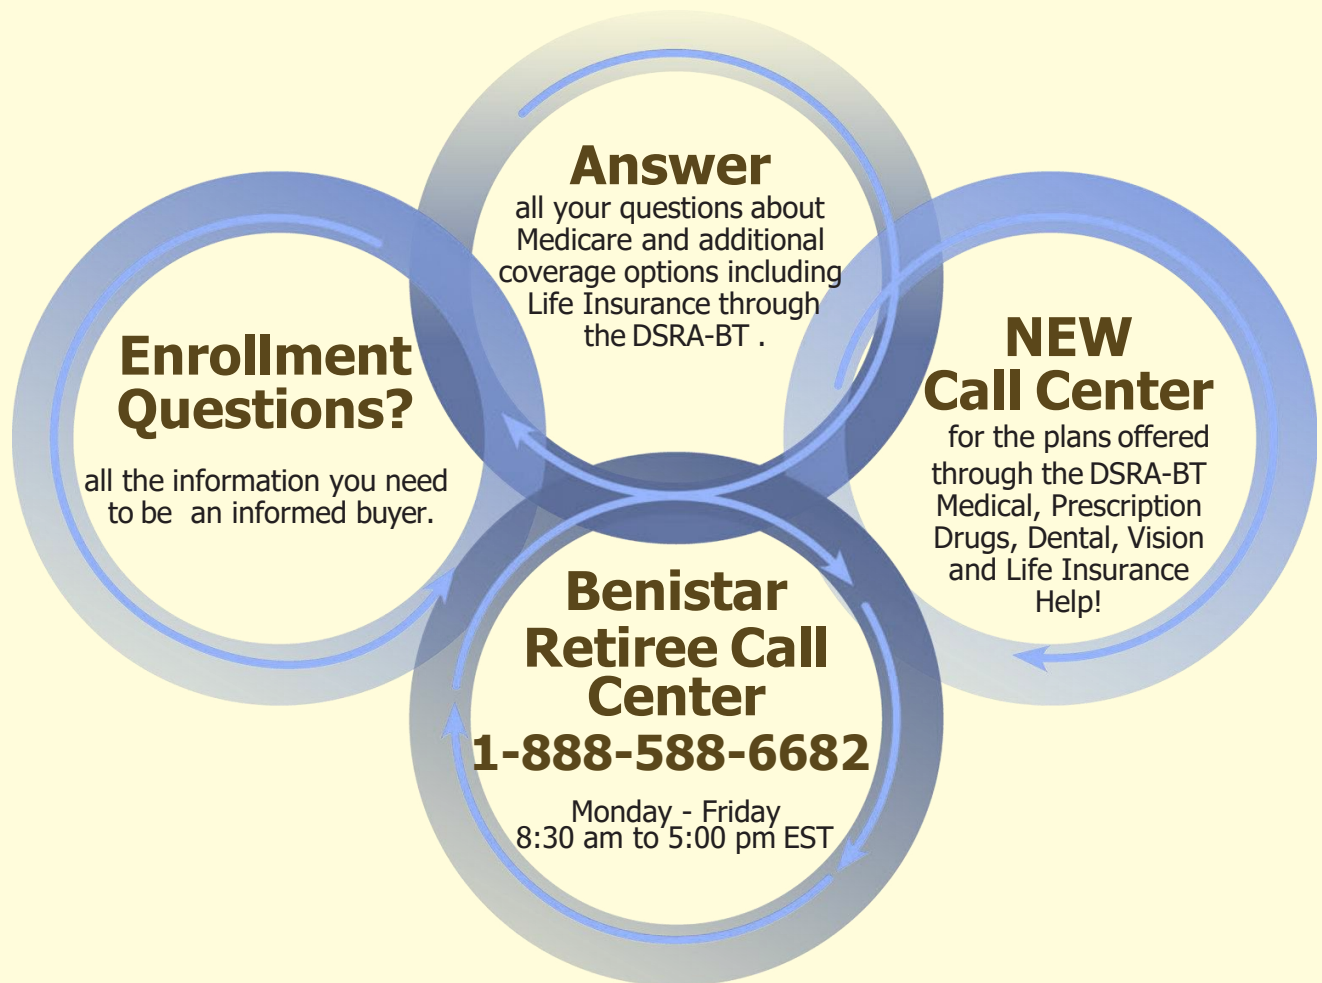 Answer
all your questions about
Medicare and additional
coverage options including
Life Insurance through
the DSRA-BT .
Enrollment
Questions?
all the information you need
to be an informed buyer.
NEW
Call Center
for the plans offered
through the DSRA-BT
Medical, Prescription
Drugs, Dental, Vision
and Life Insurance
Help!
Benistar
Retiree Call
Center
1-888-588-6682
Monday - Friday
8:30 am to 5:00 pm EST